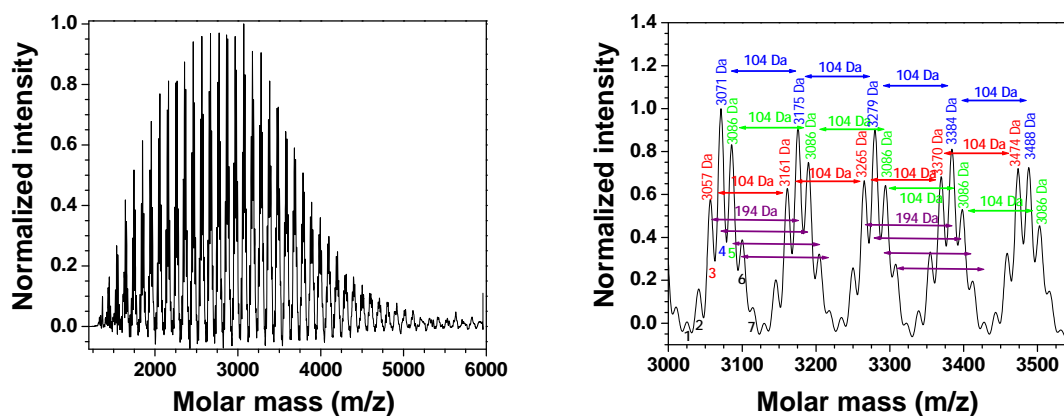 Normalized intensity
1.0
0.8
0.6
0.4
0.2
0.0
2000 3000 4000 5000 6000
Molar mass (m/z)
Normalized intensity
1.4
1.2
1.0
0.8
0.6
0.4
0.2
0.0
104 Da 104 Da 104 Da 104 Da
3071 Da 3175 Da 3279 Da 3384 Da 3488 Da
104 Da 104 Da 104 Da 104 Da
3086 Da 3086 Da 3086 Da 3086 Da 3086 Da
3057 Da 3161 Da 3265 Da 3370 Da 3474 Da
104 Da 104 Da 104 Da 104 Da
194 Da 194 Da
1 2 3 4 5 6 7
3000 3100 3200 3300 3400 3500
Molar mass (m/z)